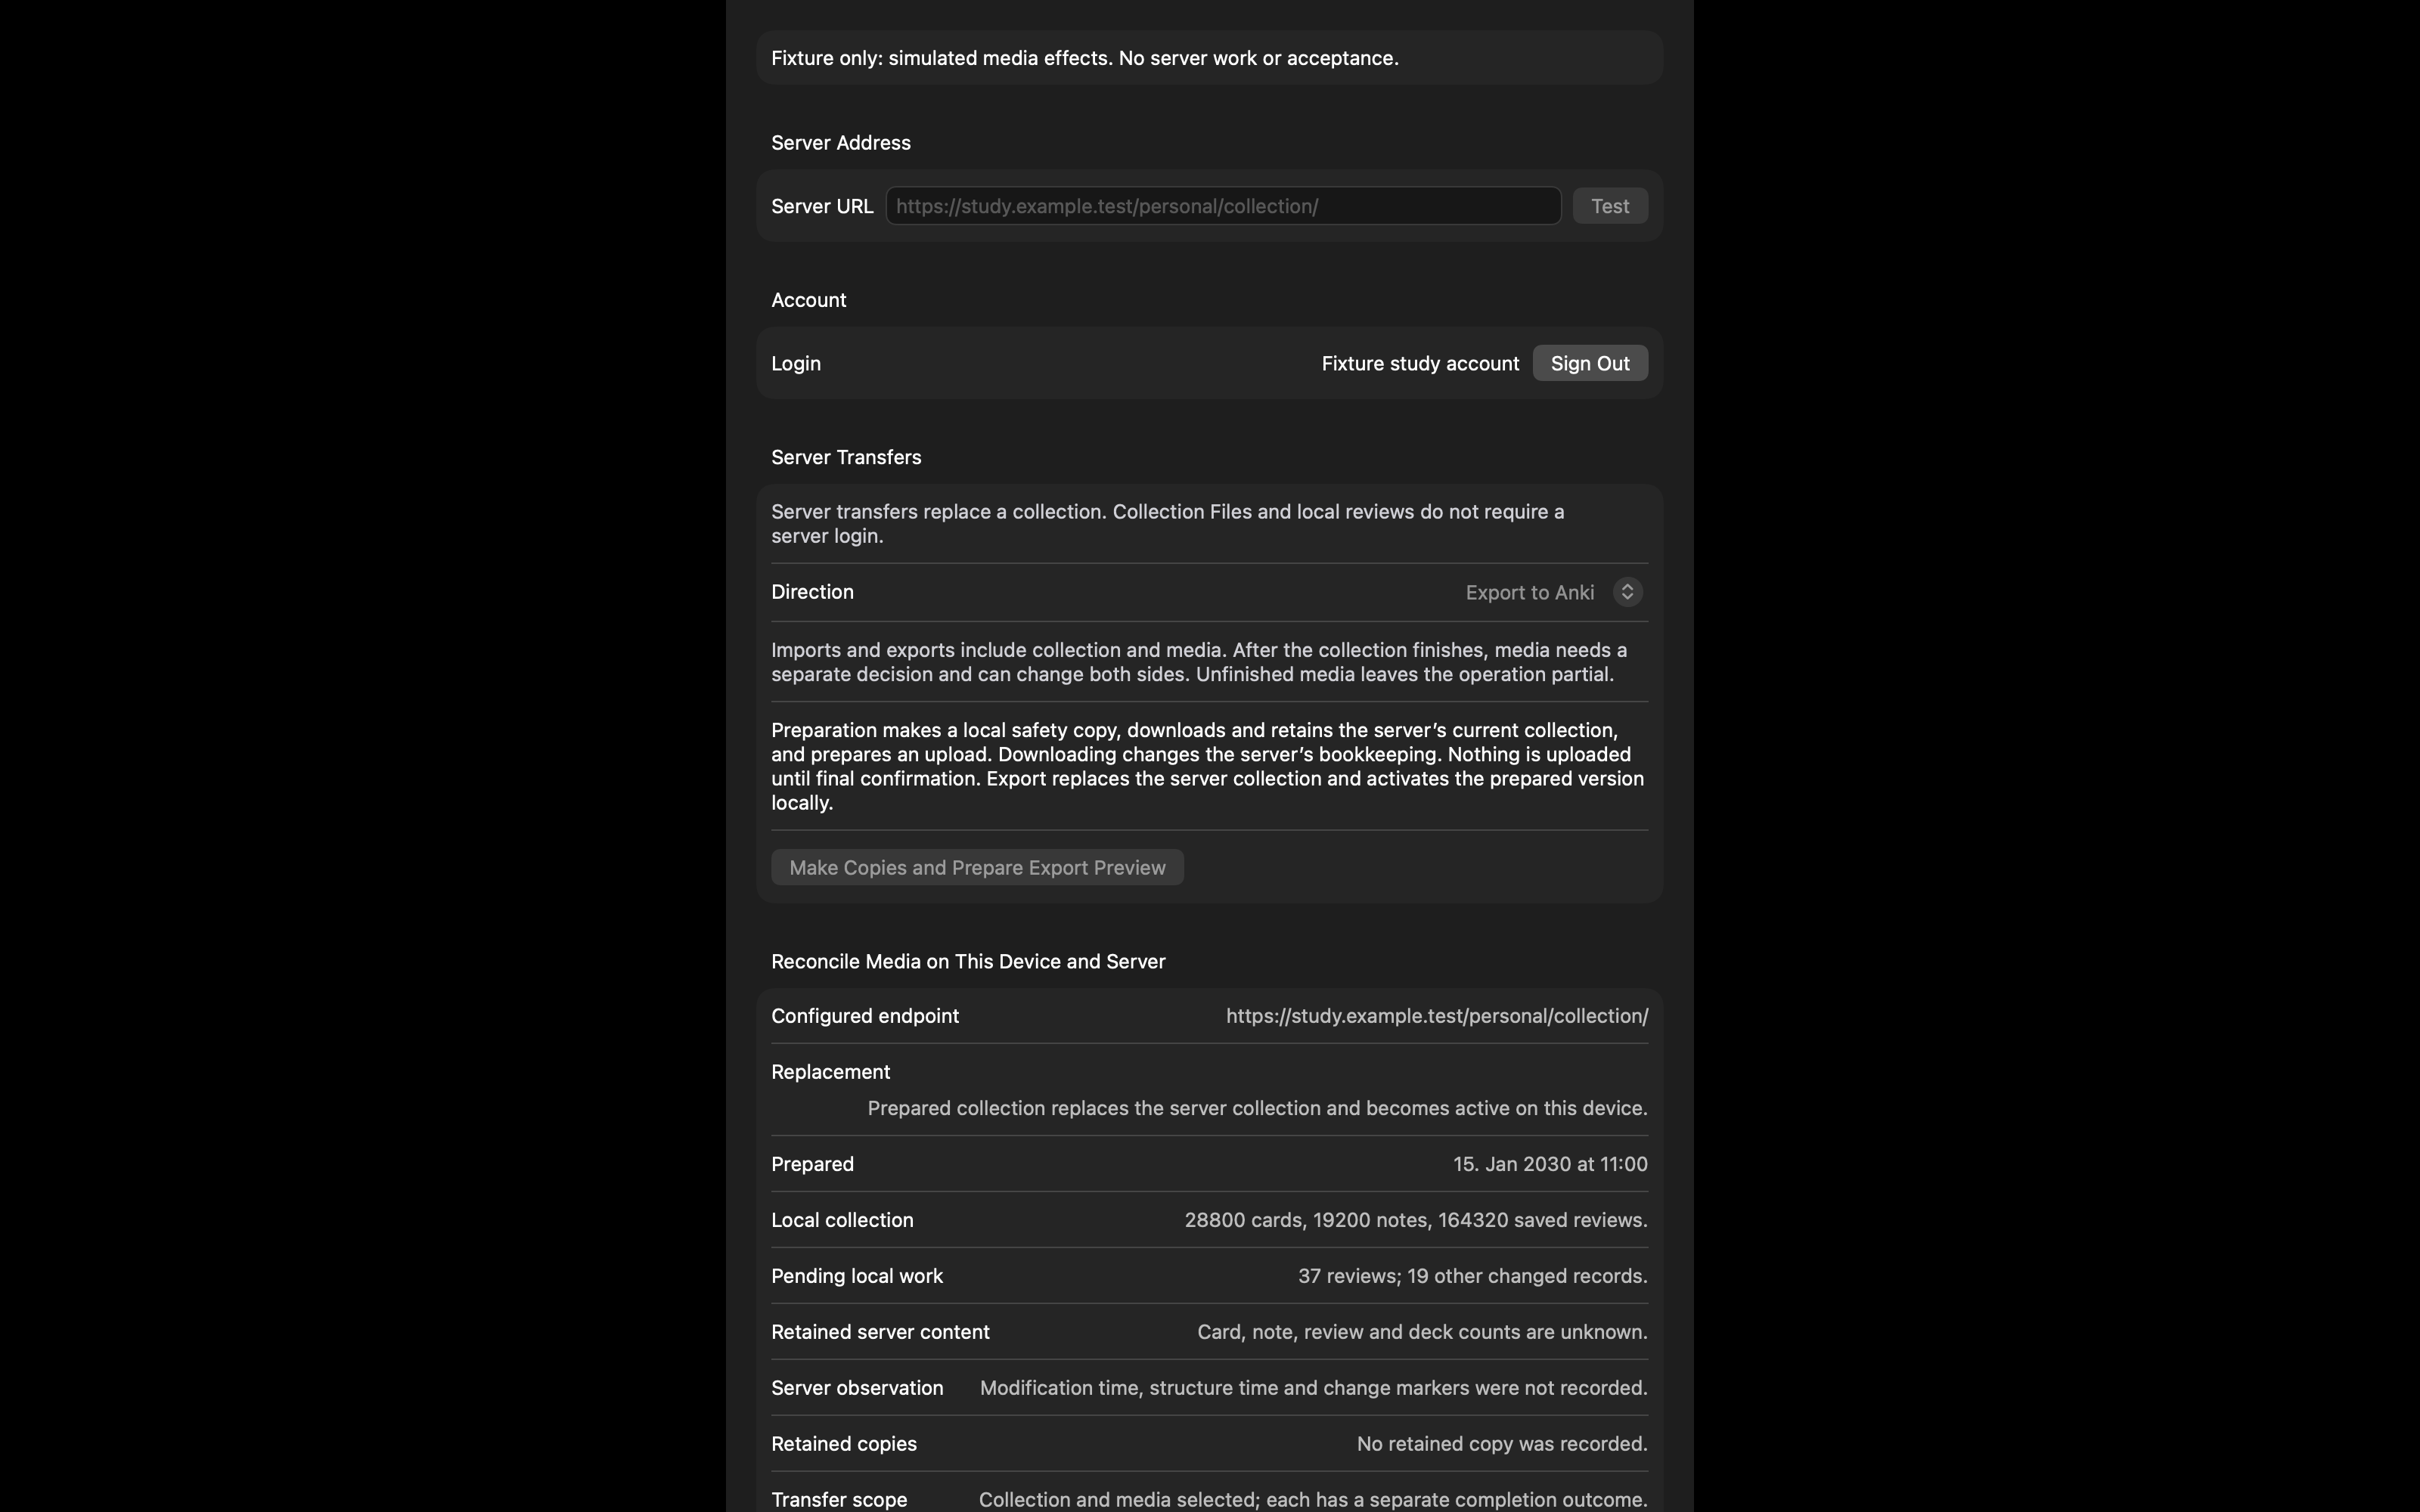 Fixture only: simulated media effects. No server work or acceptance.
Server Address
Server URL https://study.example.test/personal/collection/ Test
Account
Login Fixture study account Sign Out
Server Transfers
Server transfers replace a collection. Collection Files and local reviews do not require a
server login.
Direction Export to Anki
Imports and exports include collection and media. After the collection finishes, media needs a
separate decision and can change both sides. Unfinished media leaves the operation partial.
Preparation makes a local safety copy, downloads and retains the server’s current collection,
and prepares an upload. Downloading changes the server’s bookkeeping. Nothing is uploaded
until final confirmation. Export replaces the server collection and activates the prepared version
locally.
Make Copies and Prepare Export Preview
Reconcile Media on This Device and Server
Configured endpoint https://study.example.test/personal/collection/
Replacement
Prepared collection replaces the server collection and becomes active on this device.
Prepared 15. Jan 2030 at 11:00
Local collection 28800 cards, 19200 notes, 164320 saved reviews.
Pending local work 37 reviews; 19 other changed records.
Retained server content Card, note, review and deck counts are unknown.
Server observation Modification time, structure time and change markers were not recorded.
Retained copies No retained copy was recorded.
Transfer scope Collection and media selected; each has a separate completion outcome.